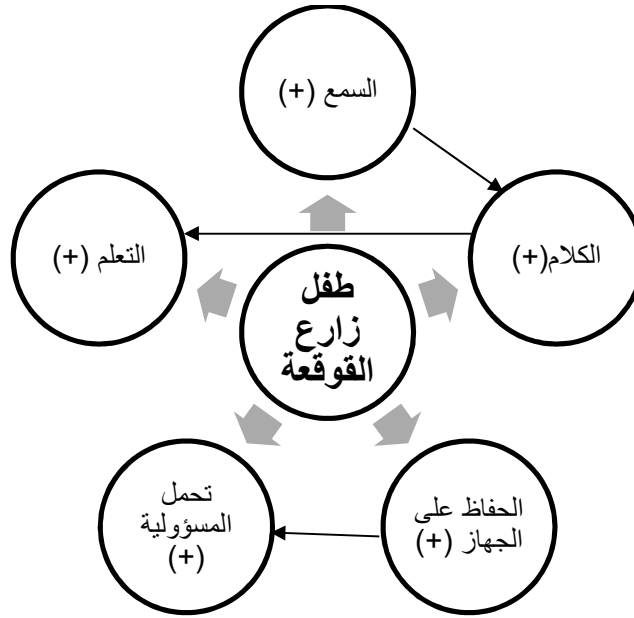 السمع (+)
الكلام(+)
التعلم (+)
طفل
زارع
القوقعة
الحفاظ على
الجهاز (+)
تحمل
المسؤولية
(+)